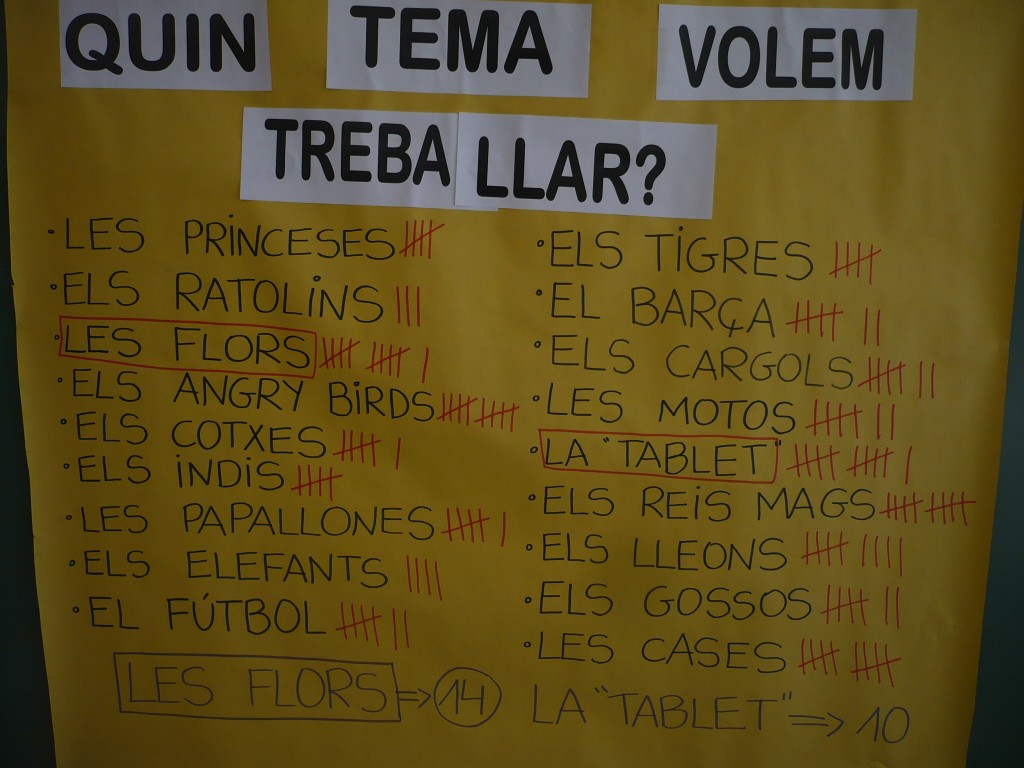 QUIN TEMA VOLEM
TREBALLAR?
· LES PRINCESES
· ELS RATOLINS
· LES FLORS
· ELS ANGRY BIRDS
· ELS COTXES
· ELS INDIS
· LES PAPALLONES
· ELS ELEFANTS
· EL FÚTBOL
· ELS TIGRES
· EL BARÇA
· ELS CARGOLS
· LES MOTOS
· LA "TABLET"
· ELS REIS MAGS
· ELS LLEONS
· ELS GOSSOS
· LES CASES
LES FLORS => 14
LA "TABLET" => 10